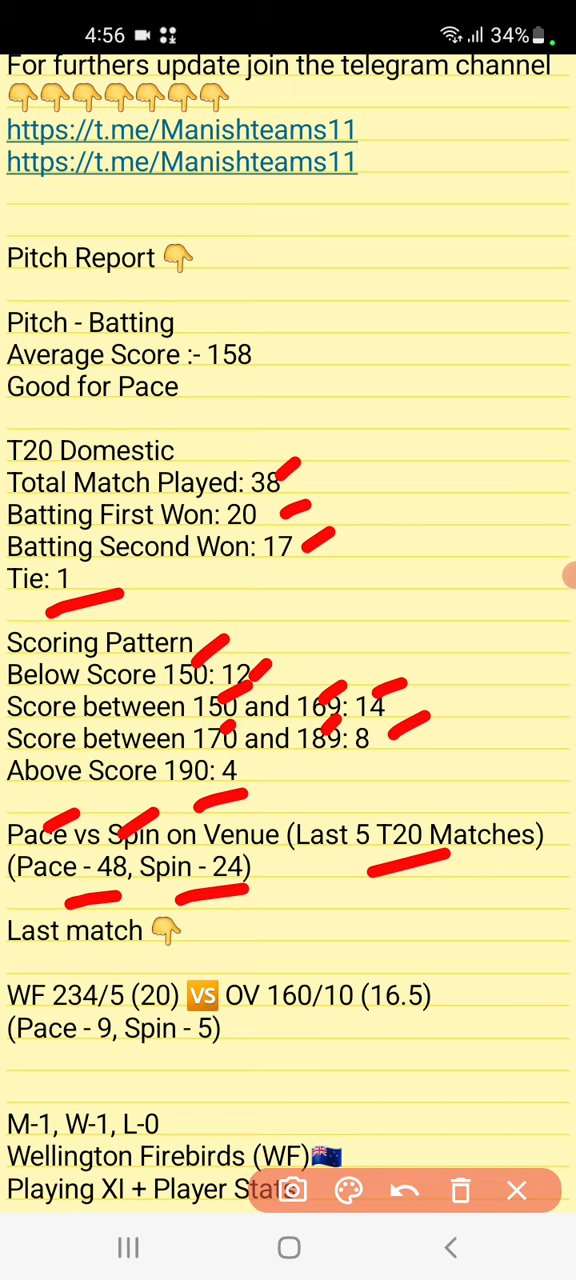 4:56 34%
For furthers update join the telegram channel
👇👇👇👇👇👇👇
https://t.me/Manishteams11
https://t.me/Manishteams11
Pitch Report 👇
Pitch - Batting
Average Score :- 158
Good for Pace
T20 Domestic
Total Match Played: 38
Batting First Won: 20
Batting Second Won: 17
Tie: 1
Scoring Pattern
Below Score 150: 12
Score between 150 and 169: 14
Score between 170 and 189: 8
Above Score 190: 4
Pace vs Spin on Venue (Last 5 T20 Matches)
(Pace - 48, Spin - 24)
Last match 👇
WF 234/5 (20) 🆚 OV 160/10 (16.5)
(Pace - 9, Spin - 5)
M-1, W-1, L-0
Wellington Firebirds (WF)🇳🇿
Playing XI + Player Stats